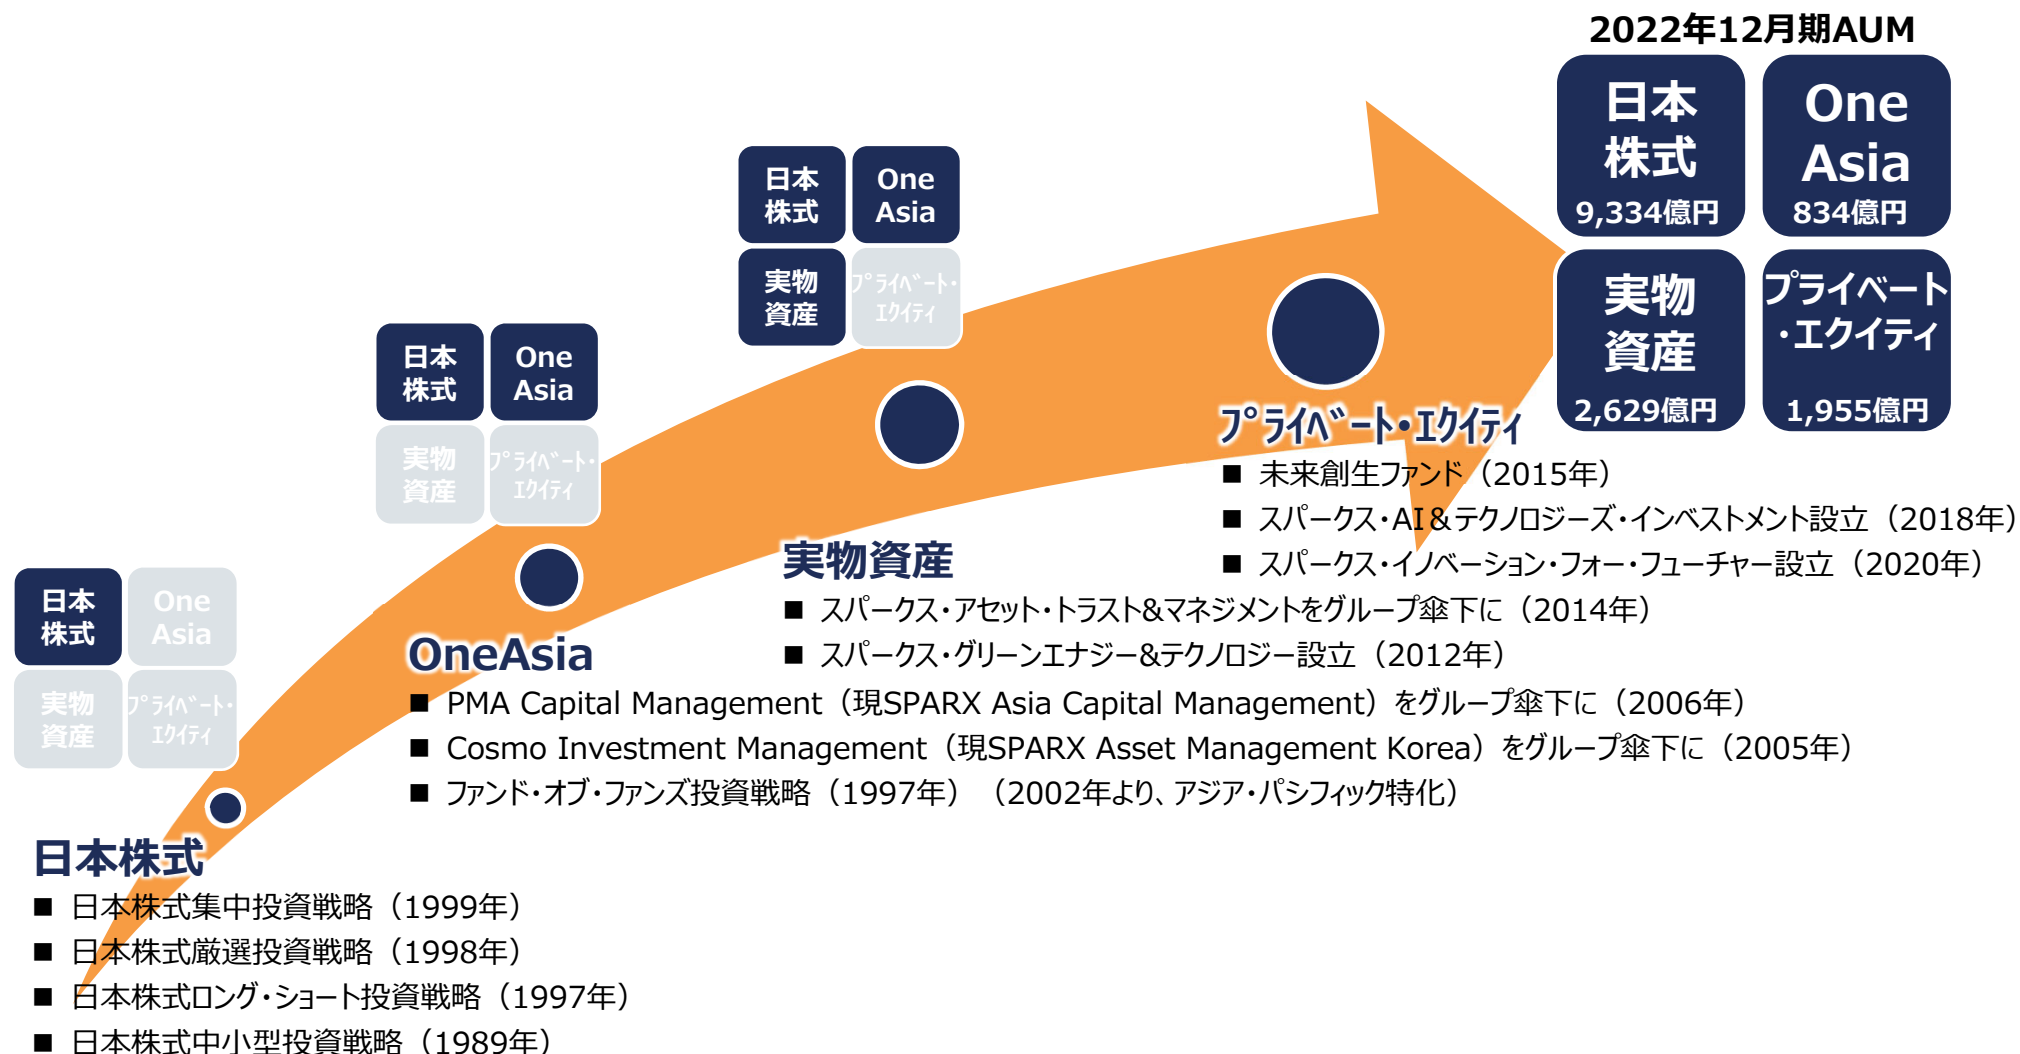 2022年12月期AUM
日本
株式
9,334億円
One
Asia
834億円
実物
資産
2,629億円
プライベート
・エクイティ
1,955億円
日本
株式
One
Asia
実物
資産
ﾌﾟﾗｲﾍﾞｰﾄ・
ｴｸｲﾃｨ
日本
株式
One
Asia
実物
資産
ﾌﾟﾗｲﾍﾞｰﾄ・
ｴｸｲﾃｨ
日本
株式
One
Asia
実物
資産
ﾌﾟﾗｲﾍﾞｰﾄ・
ｴｸｲﾃｨ
ﾌﾟﾗｲﾍﾞｰﾄ・ｴｸｲﾃｨ
■ 未来創生ファンド（2015年）
■ スパークス・AI＆テクノロジーズ・インベストメント設立（2018年）
■ スパークス・イノベーション・フォー・フューチャー設立（2020年）
実物資産
■ スパークス・アセット・トラスト&マネジメントをグループ傘下に（2014年）
■ スパークス・グリーンエナジー&テクノロジー設立（2012年）
OneAsia
■ PMA Capital Management（現SPARX Asia Capital Management）をグループ傘下に（2006年）
■ Cosmo Investment Management（現SPARX Asset Management Korea）をグループ傘下に（2005年）
■ ファンド・オブ・ファンズ投資戦略（1997年）（2002年より、アジア・パシフィック特化）
日本株式
■ 日本株式集中投資戦略（1999年）
■ 日本株式厳選投資戦略（1998年）
■ 日本株式ロング・ショート投資戦略（1997年）
■ 日本株式中小型投資戦略（1989年）